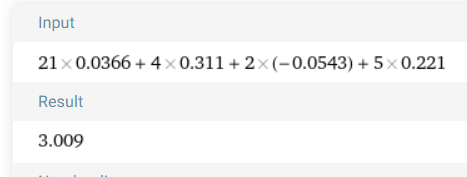 Input
21×0.0366 + 4×0.311 + 2×(−0.0543) + 5×0.221
Result
3.009